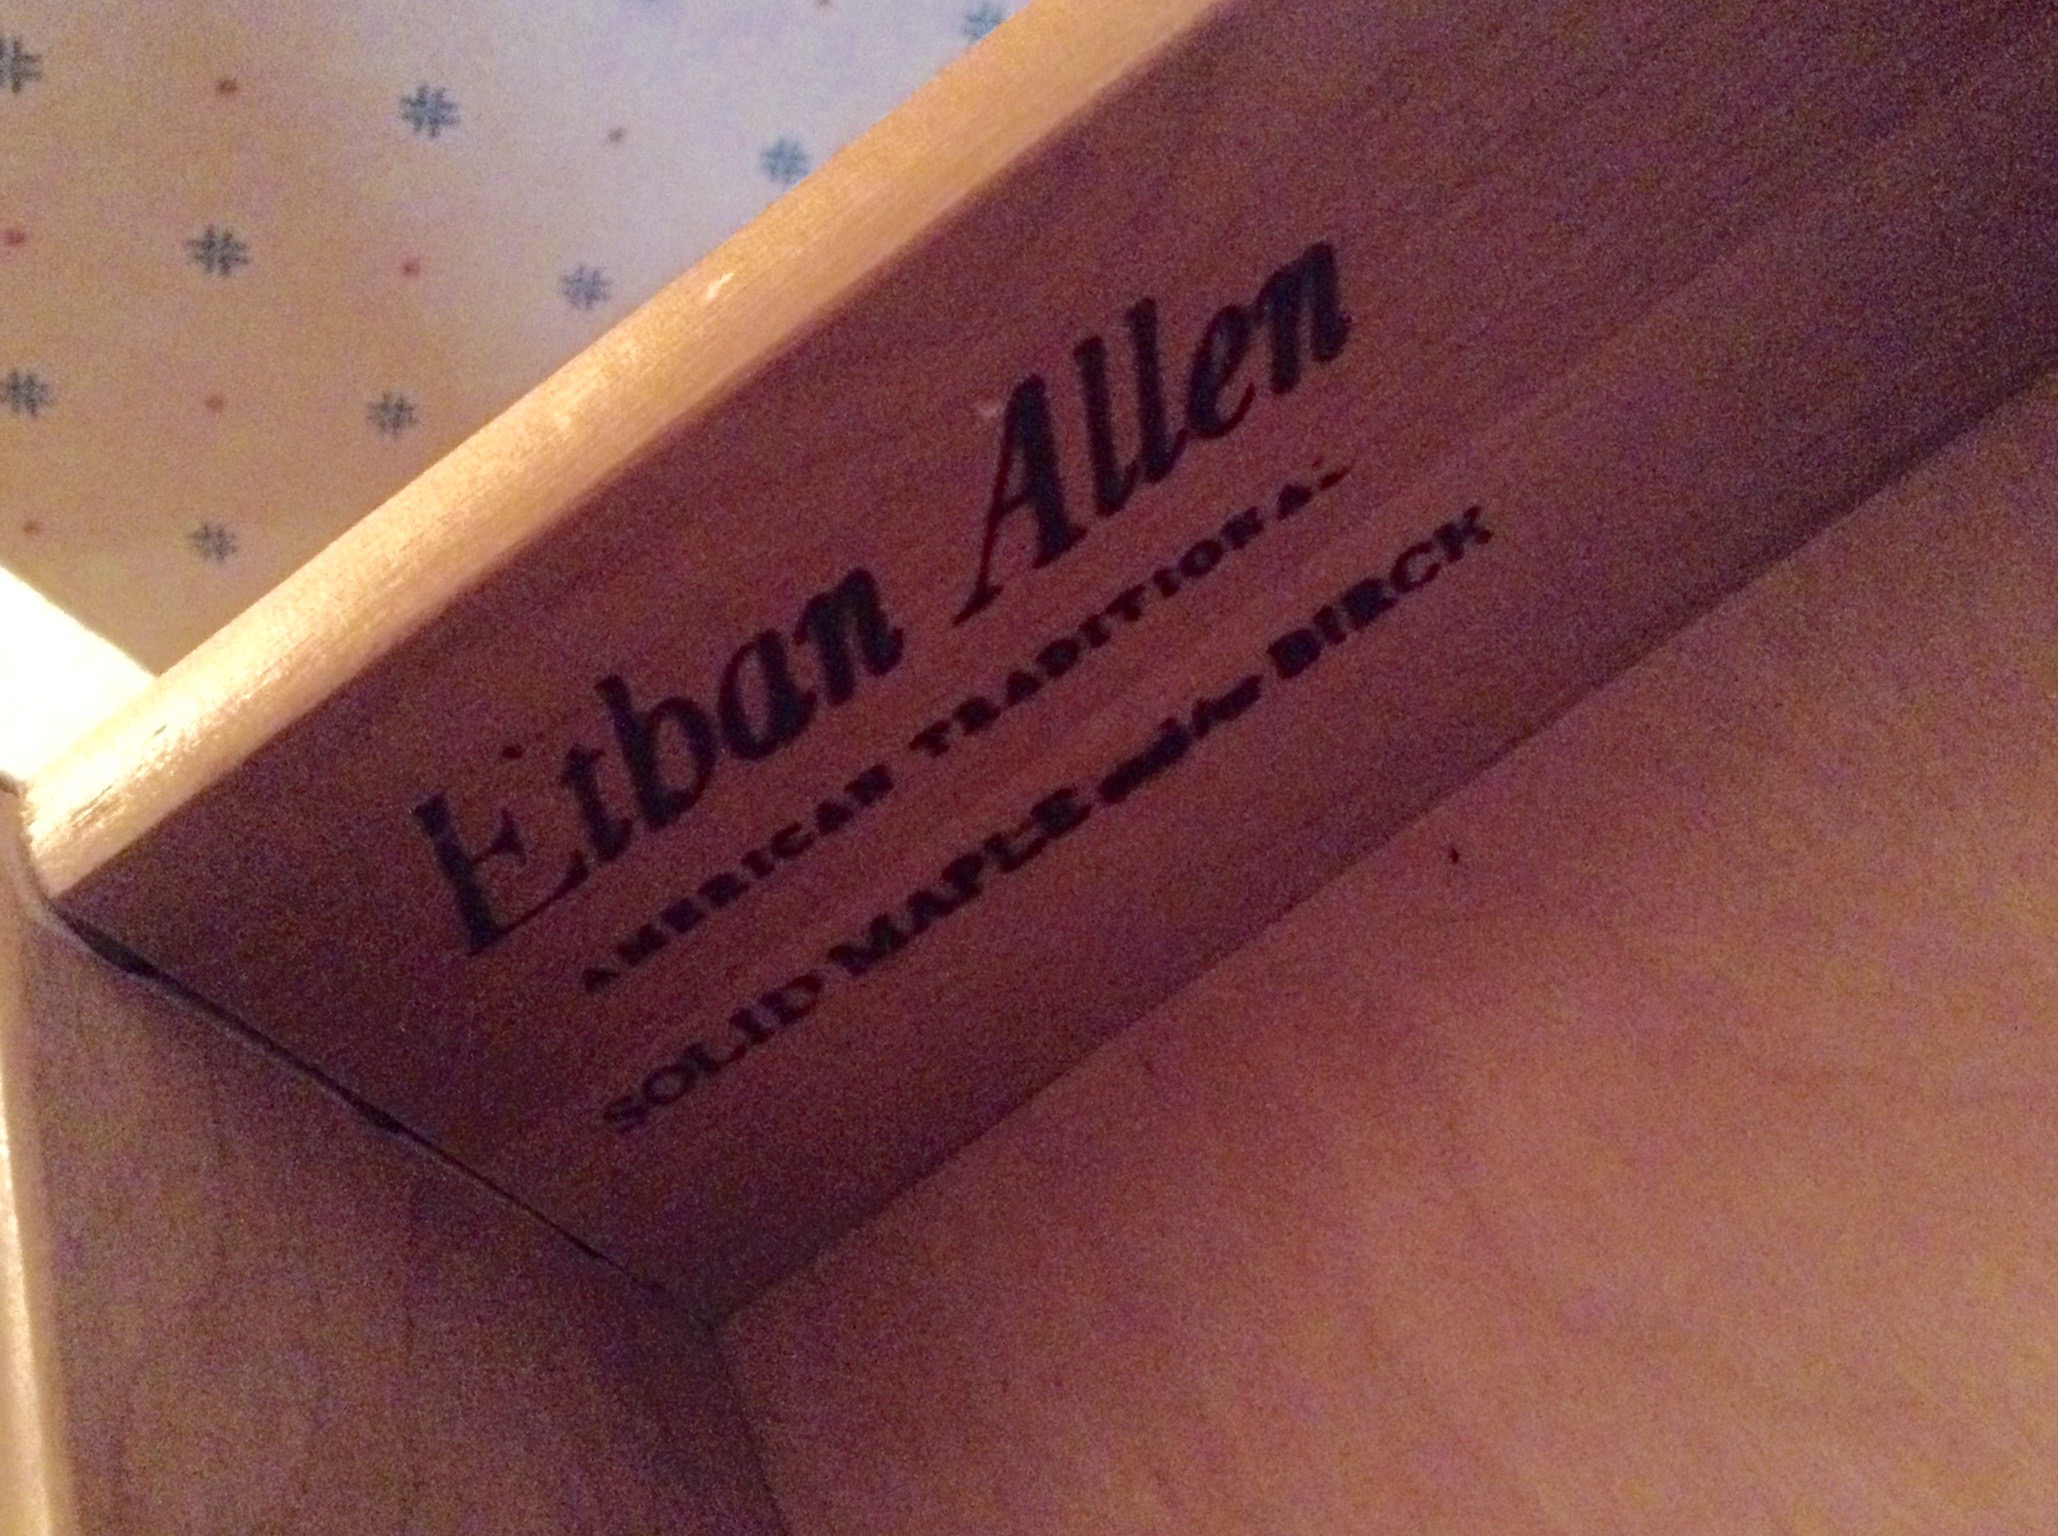 Ethan Allen
AMERICAN TRADITIONAL
SOLID MAPLE and/or BIRCH